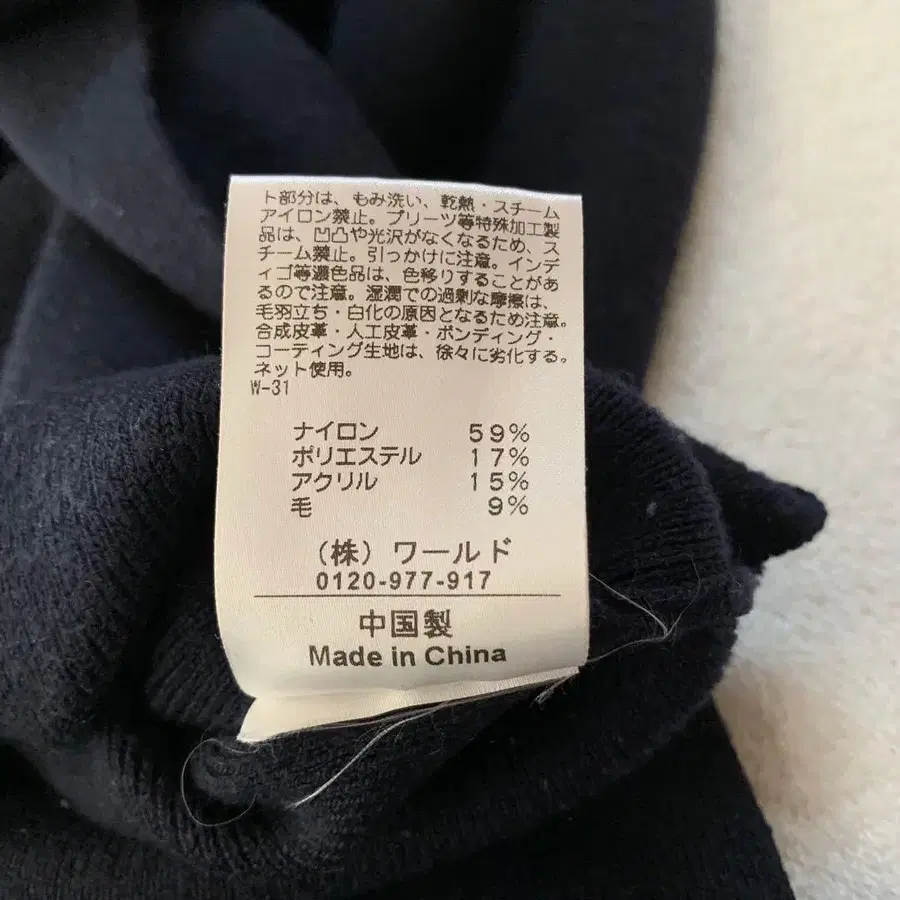 ト部分は、もみ洗い、乾熱・スチーム
アイロン禁止。プリーツ等特殊加工製
品は、凹凸や光沢がなくなるため、ス
チーム禁止。引っかけに注意。インデ
ィゴ等濃色品は、色移りすることがあ
るので注意。湿潤での過剰な摩擦は、
毛羽立ち・白化の原因となるため注意。
合成皮革・人工皮革・ボンディング・
コーティング生地は、徐々に劣化する。
ネット使用。
W-31
ナイロン 59%
ポリエステル 17%
アクリル 15%
毛 9%
（株）ワールド
0120-977-917
中国製
Made in China